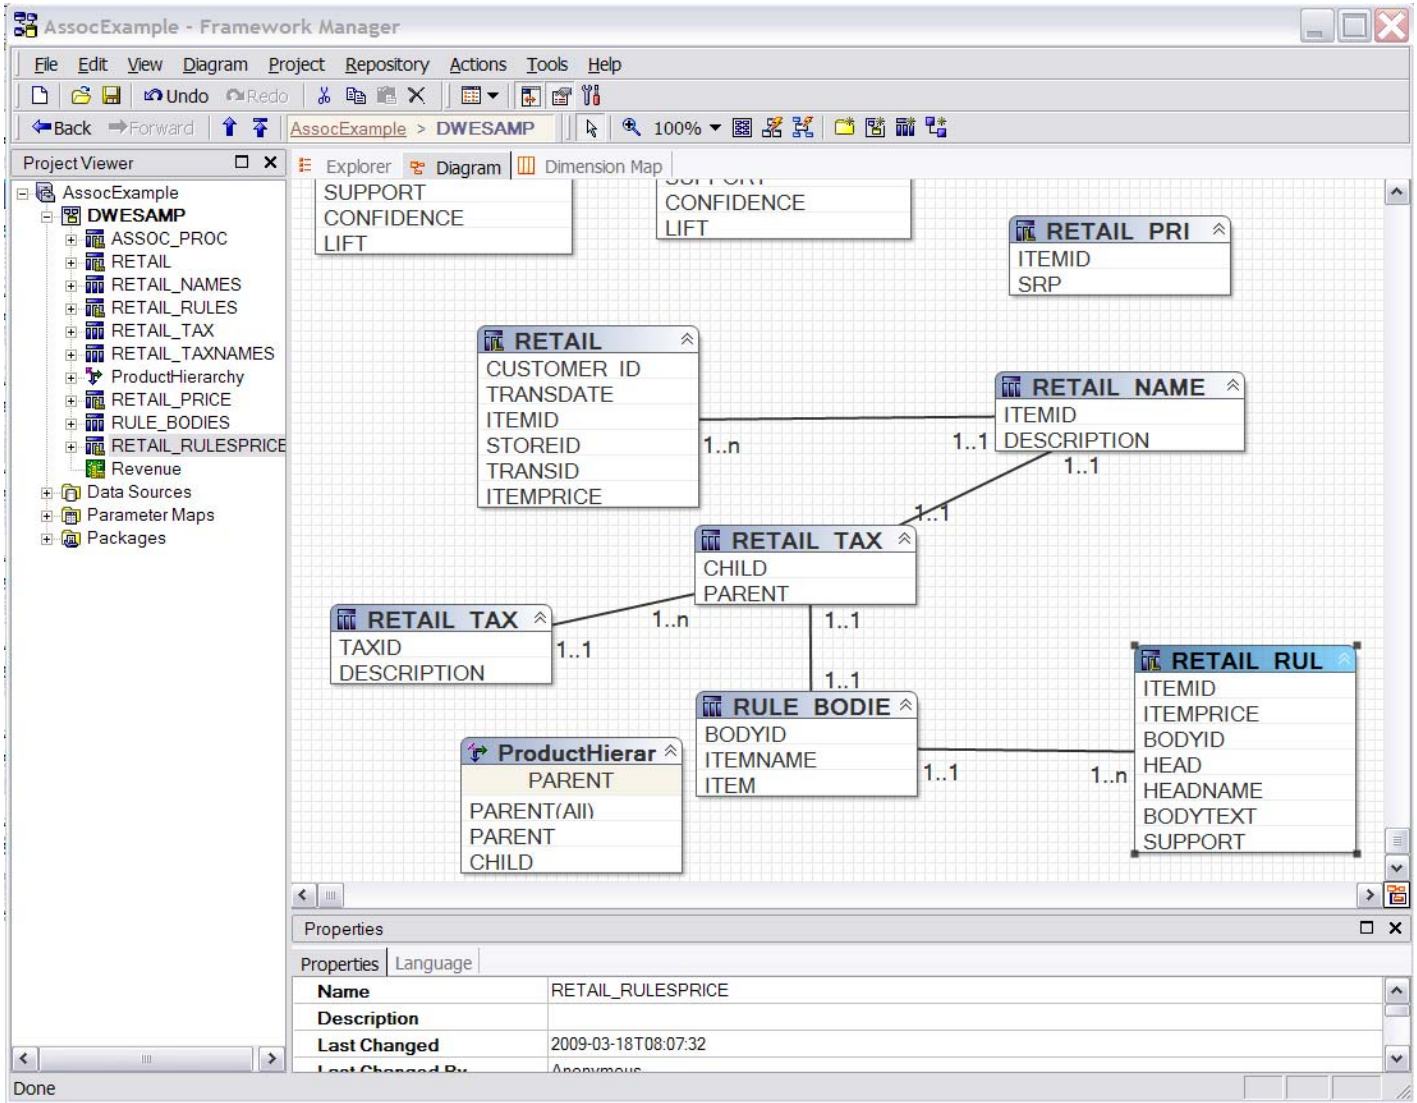 AssocExample - Framework Manager
File Edit View Diagram Project Repository Actions Tools Help
Undo Redo
Back Forward AssocExample > DWESAMP 100%
Project Viewer
AssocExample
DWESAMP
ASSOC_PROC
RETAIL
RETAIL_NAMES
RETAIL_RULES
RETAIL_TAX
RETAIL_TAXNAMES
ProductHierarchy
RETAIL_PRICE
RULE_BODIES
RETAIL_RULESPRICE
Revenue
Data Sources
Parameter Maps
Packages
Explorer Diagram Dimension Map
SUPPORT
CONFIDENCE
LIFT
SUPPORT
CONFIDENCE
LIFT
RETAIL PRI
ITEMID
SRP
RETAIL
CUSTOMER ID
TRANSDATE
ITEMID
STOREID
TRANSID
ITEMPRICE
1..n
1..1
RETAIL NAME
ITEMID
DESCRIPTION
1..1
1..1
RETAIL TAX
CHILD
PARENT
1..n
1..1
RETAIL TAX
TAXID
DESCRIPTION
1..1
1..1
RULE BODIE
BODYID
ITEMNAME
ITEM
1..1
1..n
RETAIL RUL
ITEMID
ITEMPRICE
BODYID
HEAD
HEADNAME
BODYTEXT
SUPPORT
ProductHierar
PARENT
PARENT(All)
PARENT
CHILD
Properties
Properties Language
Name RETAIL_RULESPRICE
Description
Last Changed 2009-03-18T08:07:32
Last Changed By Anonymous
Done